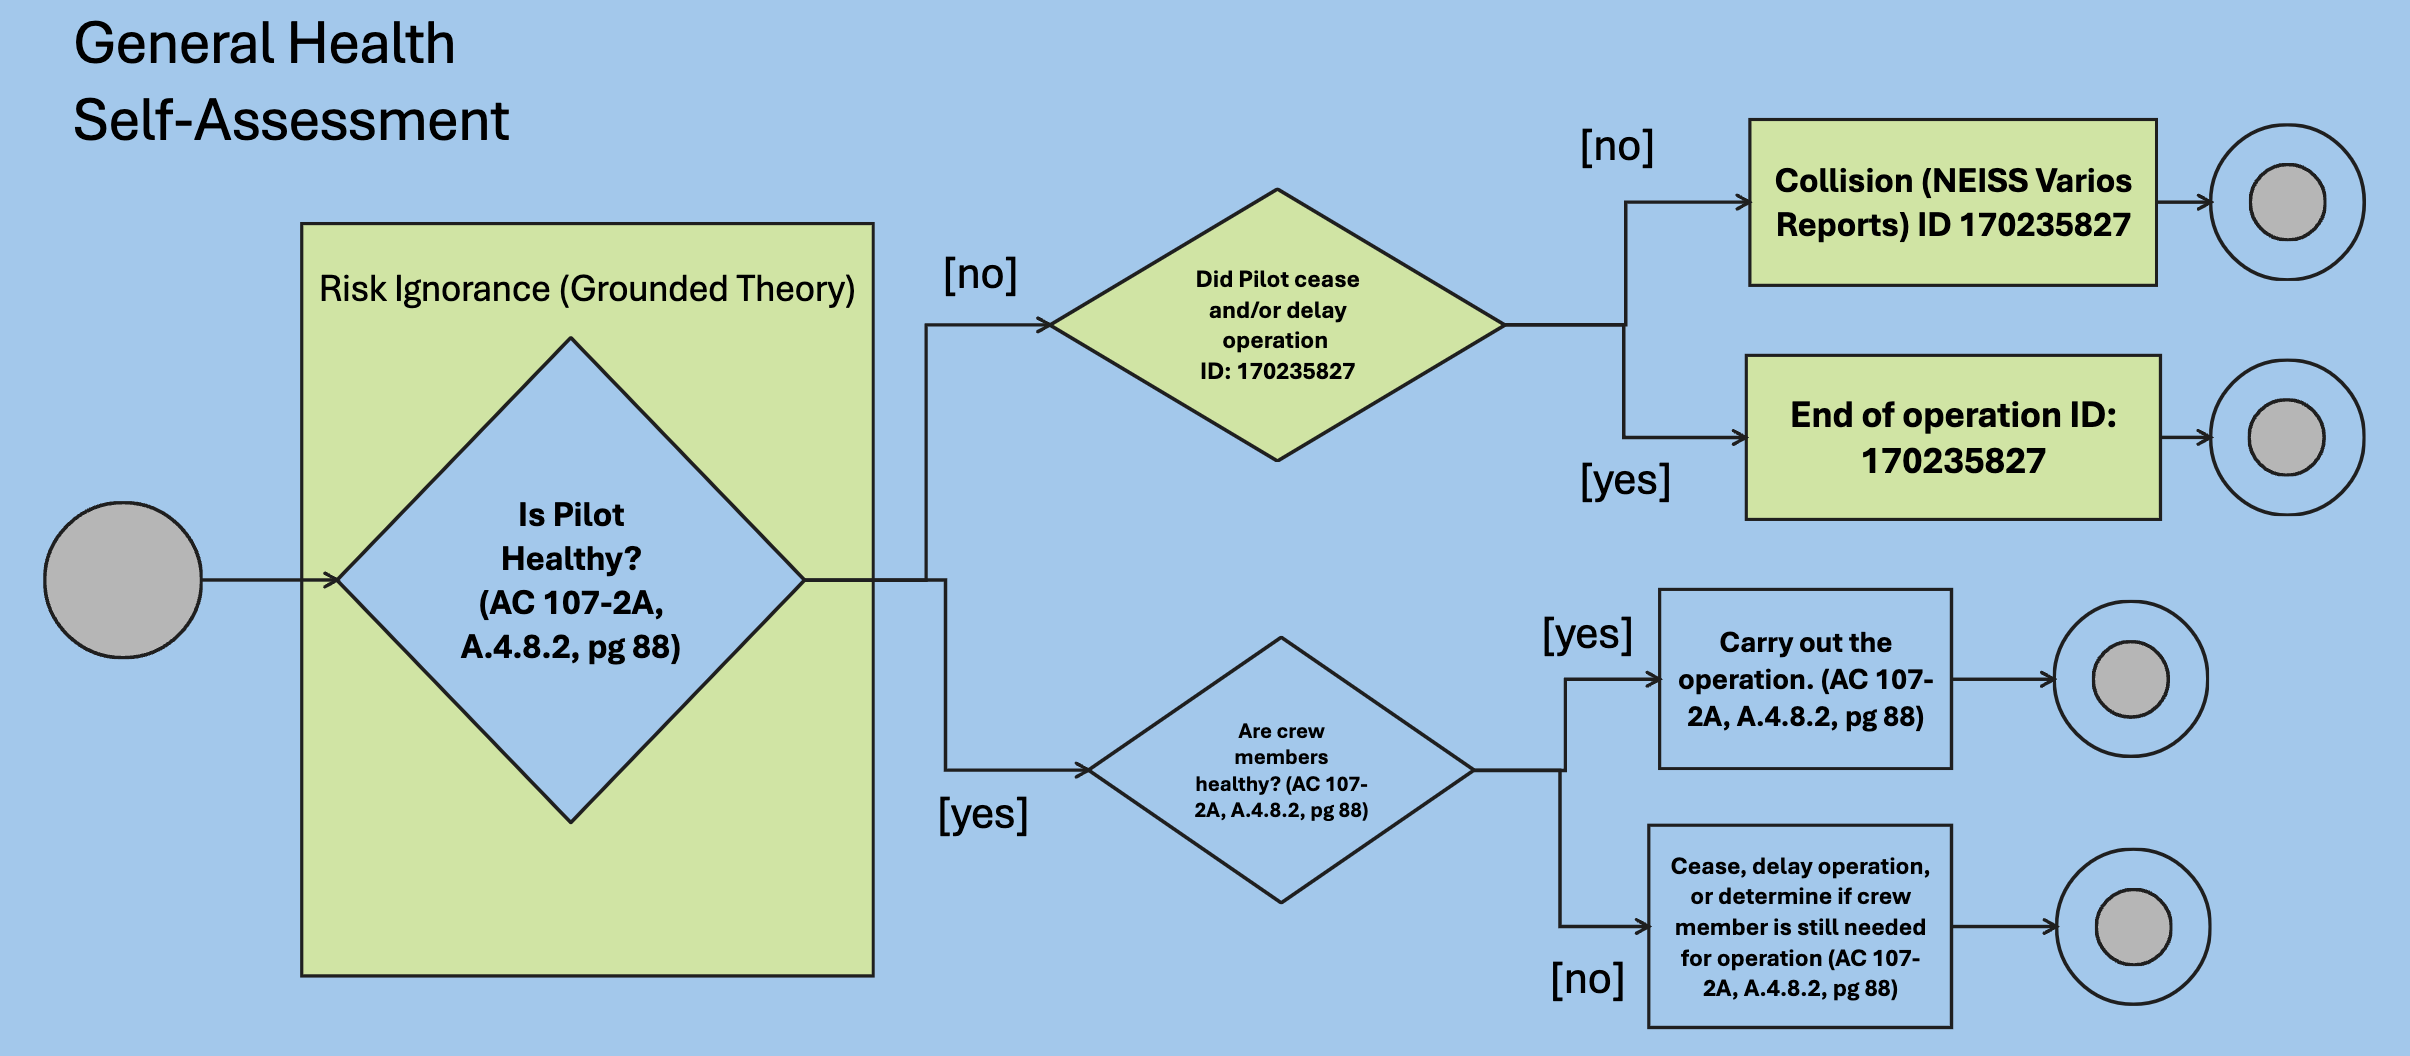 General Health
Self-Assessment
Risk Ignorance (Grounded Theory)
Is Pilot
Healthy?
(AC 107-2A,
A.4.8.2, pg 88)
[no]
Did Pilot cease
and/or delay
operation
ID: 170235827
[no]
Collision (NEISS Varios
Reports) ID 170235827
[yes]
End of operation ID:
170235827
[yes]
Are crew
members
healthy? (AC 107-
2A, A.4.8.2, pg 88)
[yes]
Carry out the
operation. (AC 107-
2A, A.4.8.2, pg 88)
[no]
Cease, delay operation,
or determine if crew
member is still needed
for operation (AC 107-
2A, A.4.8.2, pg 88)